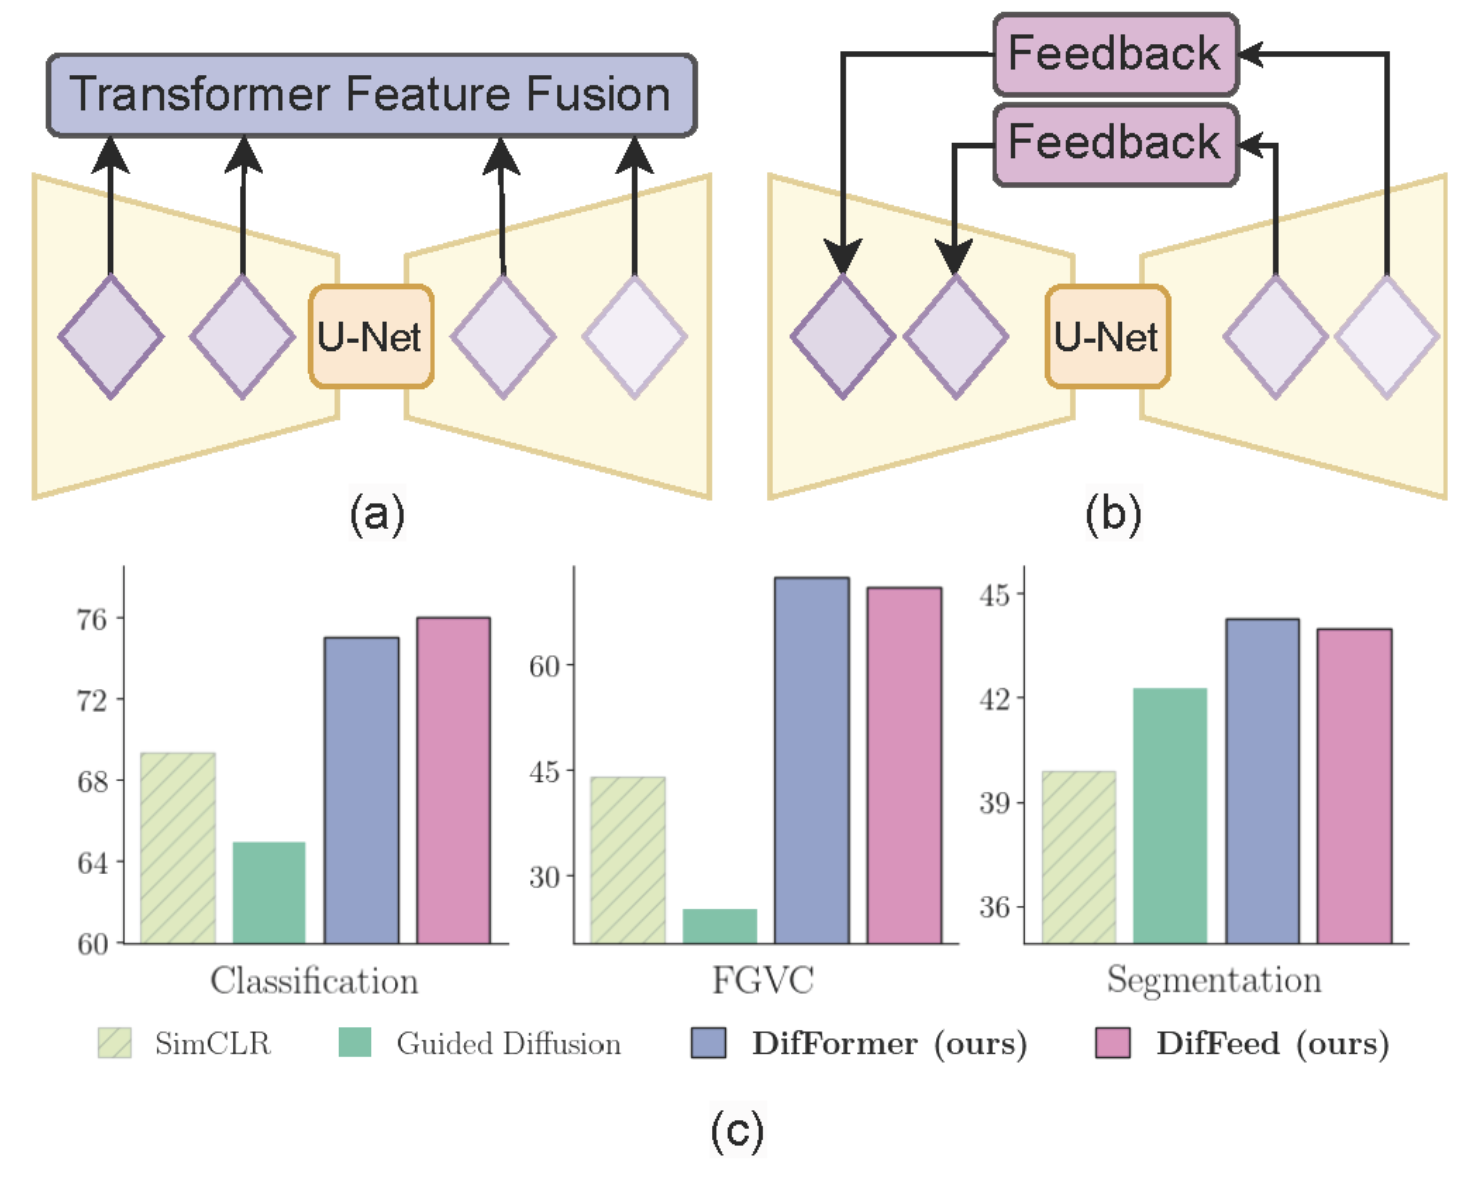 Transformer Feature Fusion
U-Net
(a)
Feedback
Feedback
U-Net
(b)
76
72
68
64
60
Classification
60
45
30
FGVC
45
42
39
36
Segmentation
SimCLR
Guided Diffusion
DifFormer (ours)
DifFeed (ours)
(c)